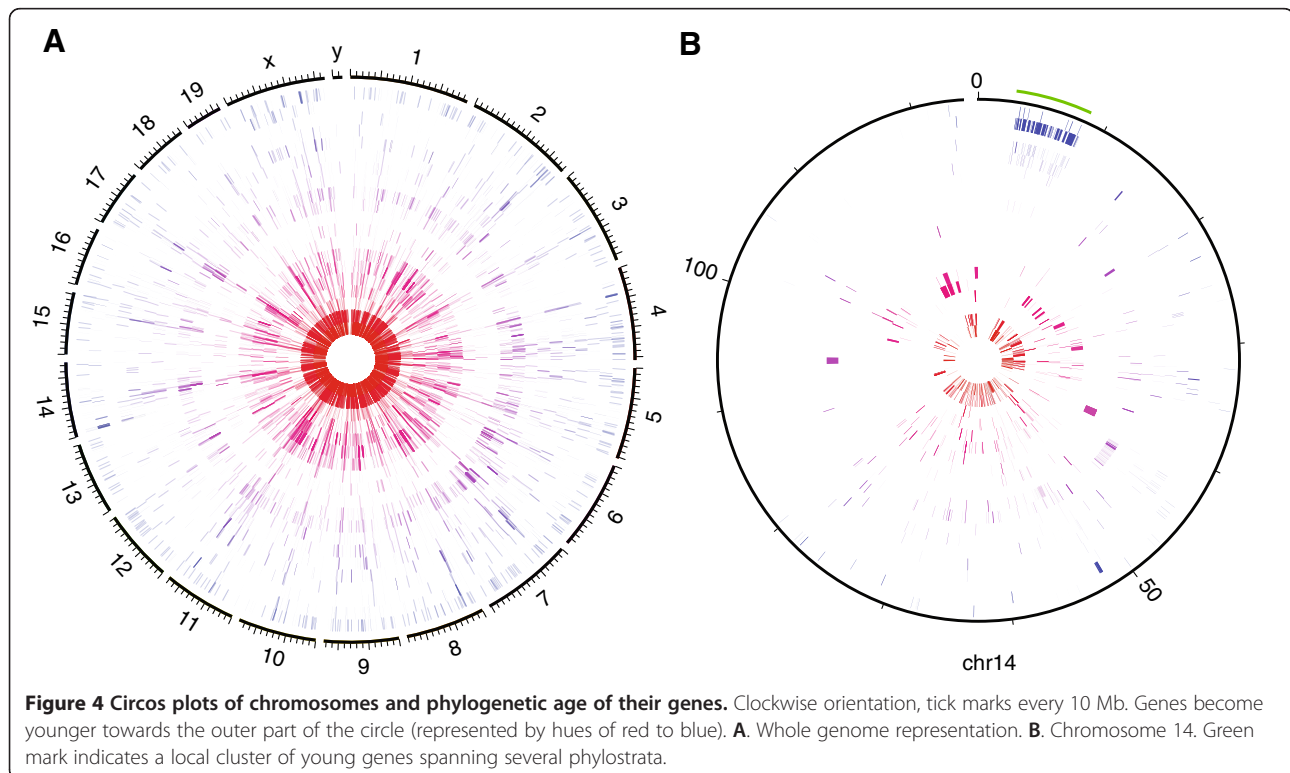 A
B
x
y
1
2
3
4
5
6
7
8
9
10
11
12
13
14
15
16
17
18
19
0
50
100
chr14
Figure 4 Circos plots of chromosomes and phylogenetic age of their genes. Clockwise orientation, tick marks every 10 Mb. Genes become
younger towards the outer part of the circle (represented by hues of red to blue). A. Whole genome representation. B. Chromosome 14. Green
mark indicates a local cluster of young genes spanning several phylostrata.